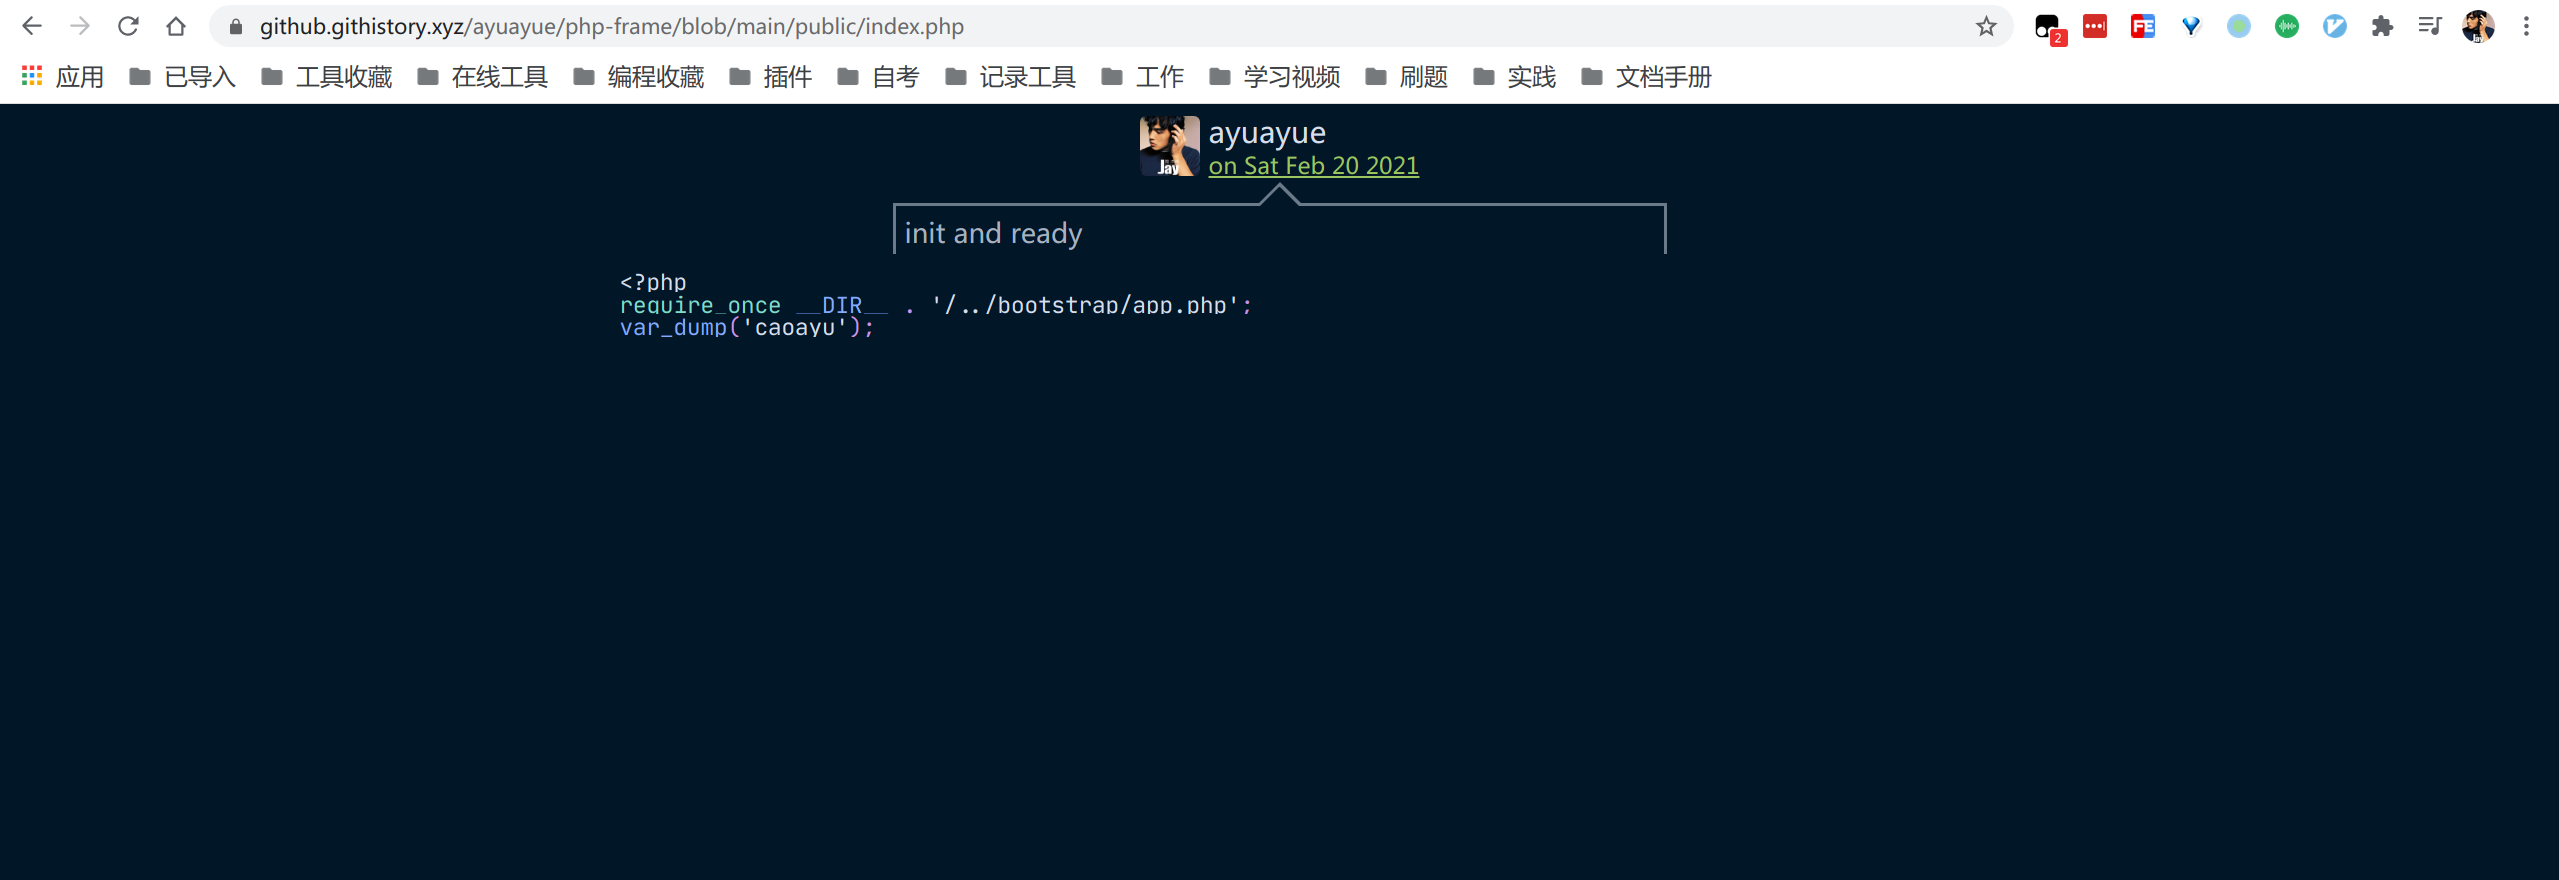 github.githistory.xyz/ayuayue/php-frame/blob/main/public/index.php
2
FE
应用 已导入 工具收藏 在线工具 编程收藏 插件 自考 记录工具 工作 学习视频 刷题 实践 文档手册
Jay
ayuayue
on Sat Feb 20 2021
init and ready
<?php
require_once __DIR__ . '/../bootstrap/app.php';
var_dump('caoayu');